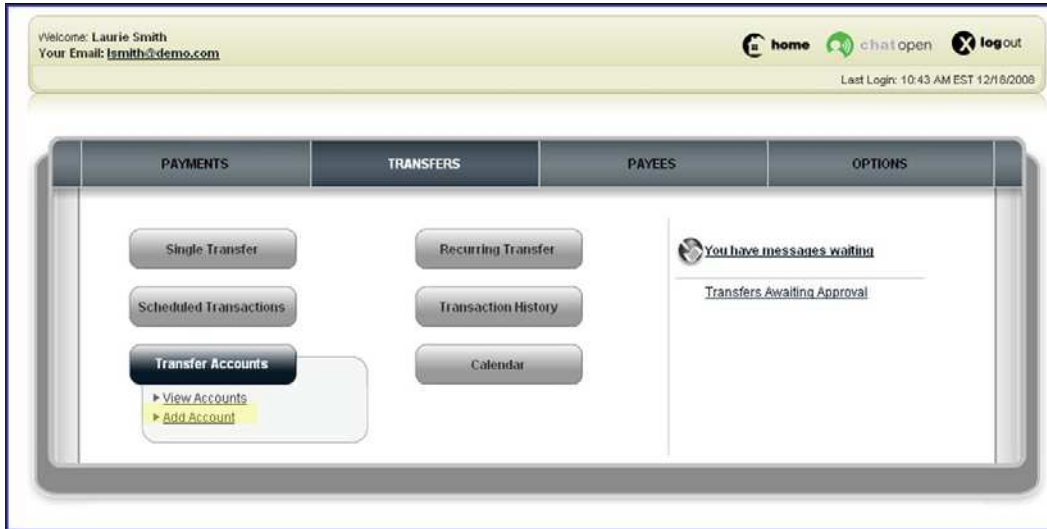 Welcome: Laurie Smith
Your Email: lsmith@demo.com
home
chat open
logout
Last Login: 10:43 AM EST 12/18/2008
PAYMENTS
TRANSFERS
PAYEES
OPTIONS
Single Transfer
Recurring Transfer
You have messages waiting
Scheduled Transactions
Transaction History
Transfers Awaiting Approval
Transfer Accounts
Calendar
View Accounts
Add Account